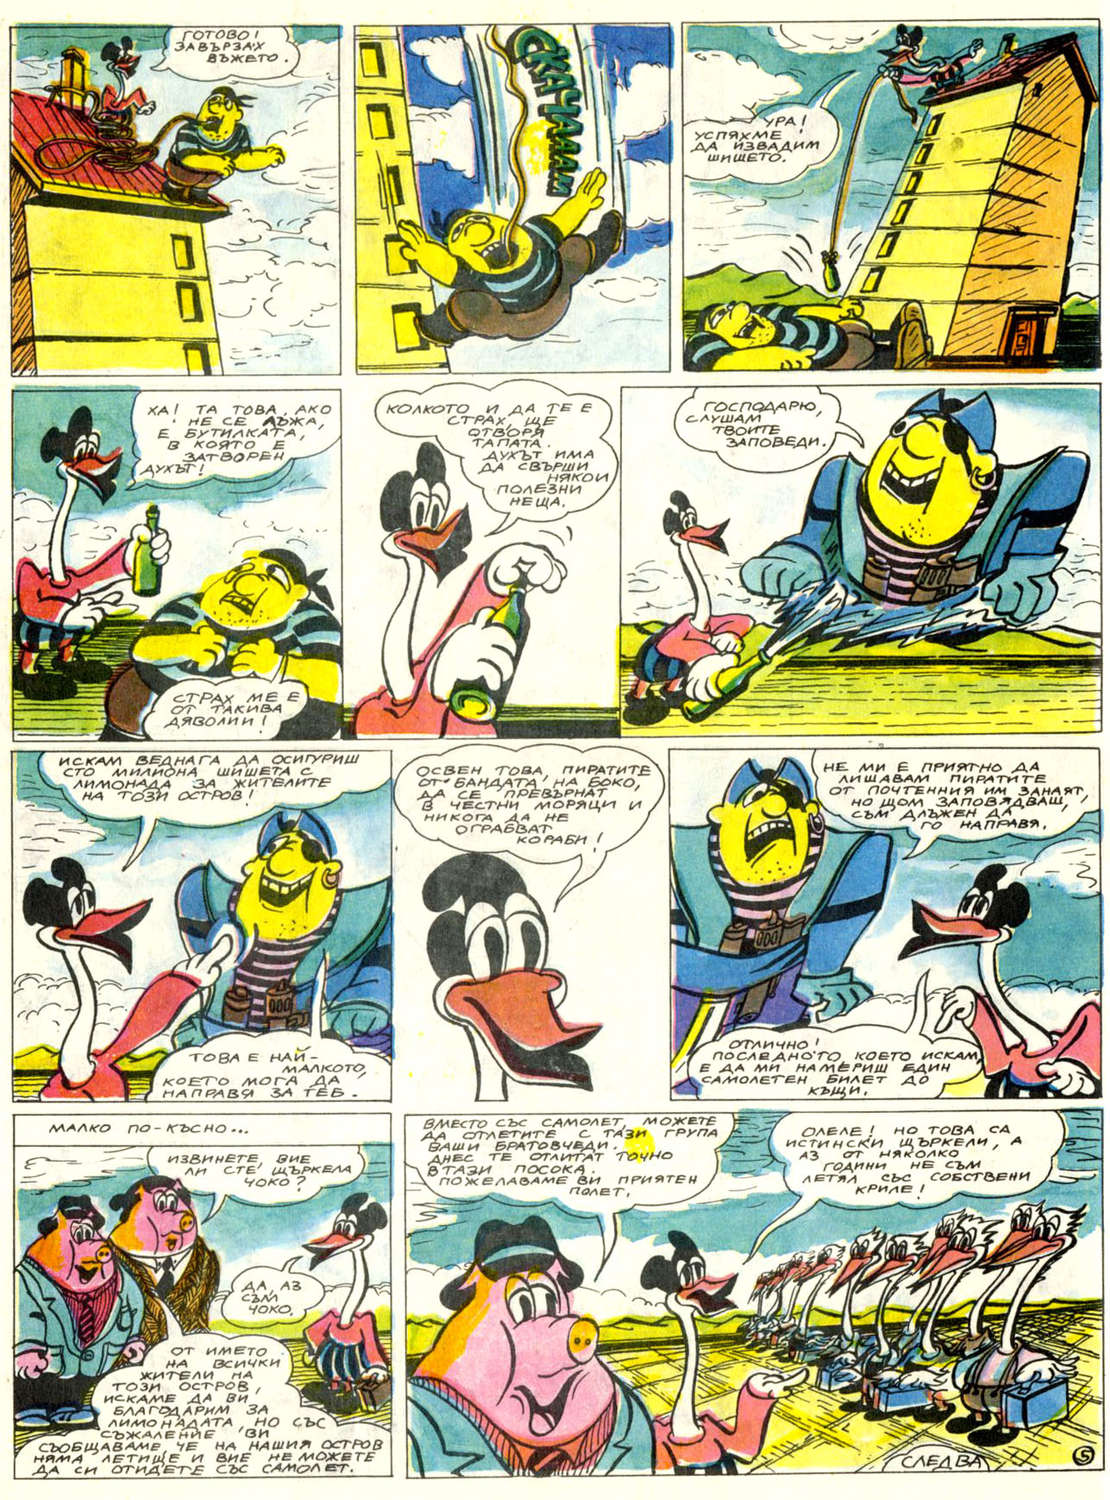 ГОТОВО!
ЗАВЪРЗАХ
ВЪЖЕТО.
СКАЧАААМ
УРА!
УСПЯХМЕ
ДА ИЗВАДИМ
ШИШЕТО.
ХА! ТА ТОВА, АКО
НЕ СЕ ЛЪЖА,
Е БУТИЛКАТА,
В КОЯТО Е
ЗАТВОРЕН
ДУХЪТ!
СТРАХ МЕ Е
ОТ ТАКИВА
ДЯВОЛИИ!
КОЛКОТО И ДА ТЕ Е
СТРАХ, ЩЕ
ОТВОРЯ
ТАПАТА.
ДУХЪТ ИМА
ДА СВЪРШИ
НЯКОИ
ПОЛЕЗНИ
НЕЩА.
ГОСПОДАРЮ,
СЛУШАМ
ТВОИТЕ
ЗАПОВЕДИ.
ИСКАМ ВЕДНАГА ДА ОСИГУРИШ
СТО МИЛИОНА ШИШЕТА С
ЛИМОНАДА ЗА ЖИТЕЛИТЕ
НА ТОЗИ ОСТРОВ!
ТОВА Е НАЙ-
МАЛКОТО,
КОЕТО МОГА ДА
НАПРАВЯ ЗА ТЕБ.
ОСВЕН ТОВА, ПИРАТИТЕ
ОТ БАНДАТА НА БОКО,
ДА СЕ ПРЕВЪРНАТ
В ЧЕСТНИ МОРЯЦИ И
НИКОГА ДА НЕ
ОГРАБВАТ
КОРАБИ!
НЕ МИ Е ПРИЯТНО ДА
ЛИШАВАМ ПИРАТИТЕ
ОТ ПОЧТЕННИЯ ИМ ЗАНАЯТ,
НО ЩОМ ЗАПОВЯДВАШ,
СЪМ ДЛЪЖЕН ДА
ГО НАПРАВЯ.
ОТЛИЧНО!
ПОСЛЕДНОТО, КОЕТО ИСКАМ,
Е ДА МИ НАМЕРИШ ЕДИН
САМОЛЕТЕН БИЛЕТ ДО
КЪЩИ.
МАЛКО ПО-КЪСНО...
ИЗВИНЕТЕ, ВИЕ
ЛИ СТЕ ЩЪРКЕЛА
ЧОКО?
ДА АЗ
СЪМ
ЧОКО.
ОТ ИМЕТО
НА ВСИЧКИ
ЖИТЕЛИ НА
ТОЗИ ОСТРОВ,
ИСКАМЕ ДА ВИ
БЛАГОДАРИМ ЗА
ЛИМОНАДАТА, НО СЪС
СЪЖАЛЕНИЕ ВИ
СЪОБЩАВАМЕ, ЧЕ НА НАШИЯ ОСТРОВ
НЯМА ЛЕТИЩЕ И ВИЕ НЕ МОЖЕТЕ
ДА СИ ОТИДЕТЕ СЪС САМОЛЕТ.
ВМЕСТО СЪС САМОЛЕТ, МОЖЕТЕ
ДА ОТЛЕТИТЕ С ТАЗИ ГРУПА
ВАШИ БРАТОВЧЕДИ.
ДНЕС ТЕ ОТЛИТАТ ТОЧНО
В ТАЗИ ПОСОКА.
ПОЖЕЛАВАМЕ ВИ ПРИЯТЕН
ПОЛЕТ.
ОЛЕЛЕ! НО ТОВА СА
ИСТИНСКИ ЩЪРКЕЛИ, А
АЗ ОТ НЯКОЛКО
ГОДИНИ НЕ СЪМ
ЛЕТЯЛ СЪС СОБСТВЕНИ
КРИЛЕ!
СЛЕДВА
5